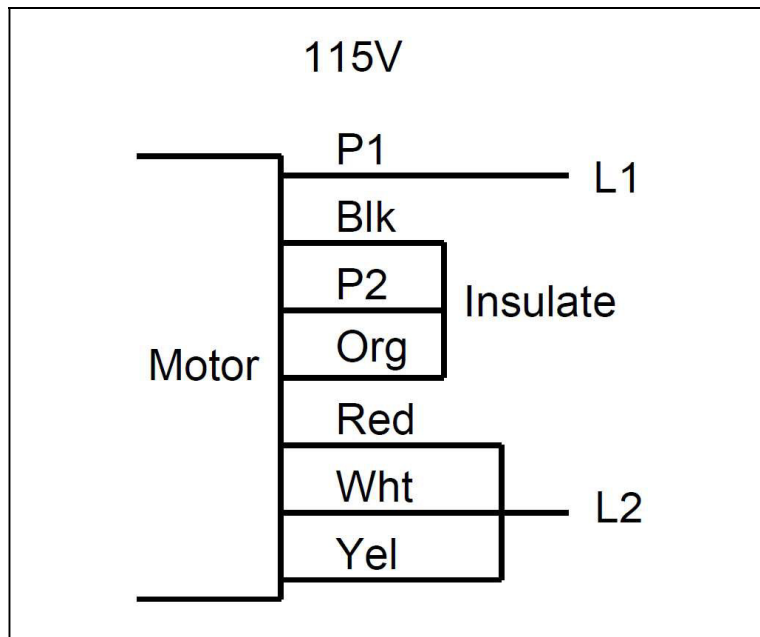 115V
P1
L1
Blk
P2
Insulate
Org
Motor
Red
Wht
L2
Yel